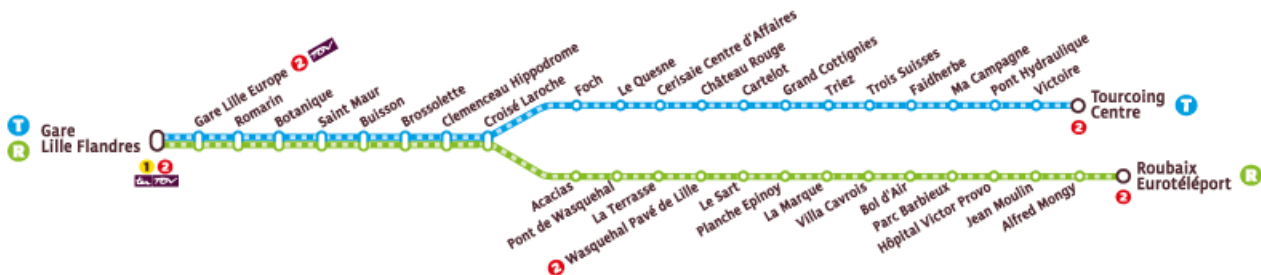 T
R
Gare
Lille Flandres
1 2
ter TGV
Gare Lille Europe 2 TGV
Romarin
Botanique
Saint Maur
Buisson
Brossolette
Clemenceau Hippodrome
Croisé Laroche
Foch
Le Quesne
Cerisaie Centre d'Affaires
Château Rouge
Cartelot
Grand Cottignies
Triez
Trois Suisses
Faidherbe
Ma Campagne
Pont Hydraulique
Victoire
Tourcoing
Centre
T
2
Acacias
Pont de Wasquehal
La Terrasse
2 Wasquehal Pavé de Lille
Le Sart
Planche Epinoy
La Marque
Villa Cavrois
Bol d'Air
Parc Barbieux
Hôpital Victor Provo
Jean Moulin
Alfred Mongy
Roubaix
Eurotéléport
R
2